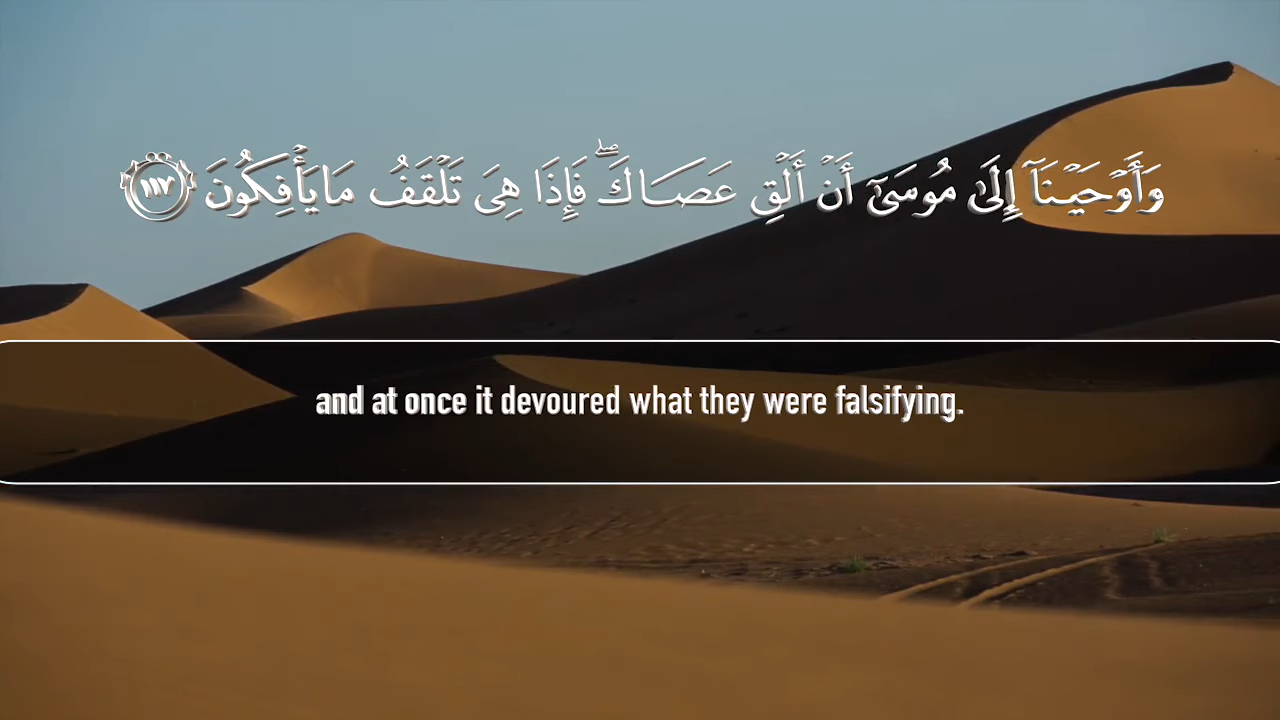 وَأَوْحَيْنَآ إِلَىٰ مُوسَىٰٓ أَنْ أَلْقِ عَصَاكَ ۖ فَإِذَا هِىَ تَلْقَفُ مَا يَأْفِكُونَ ١١٧
and at once it devoured what they were falsifying.